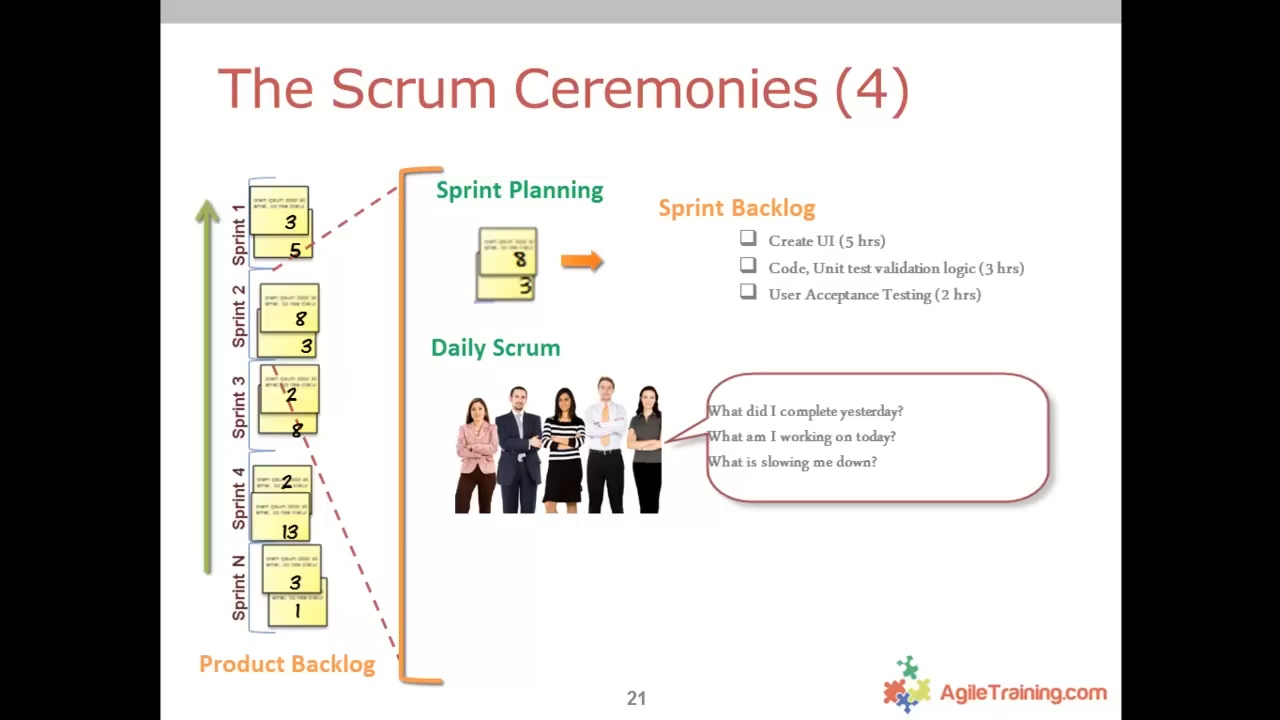 The Scrum Ceremonies (4)
Sprint 1
3
5
Sprint 2
8
3
Sprint 3
2
8
Sprint 4
2
13
Sprint N
3
1
Product Backlog
Sprint Planning
8
3
Sprint Backlog
Create UI (5 hrs)
Code, Unit test validation logic (3 hrs)
User Acceptance Testing (2 hrs)
Daily Scrum
What did I complete yesterday?
What am I working on today?
What is slowing me down?
21
AgileTraining.com